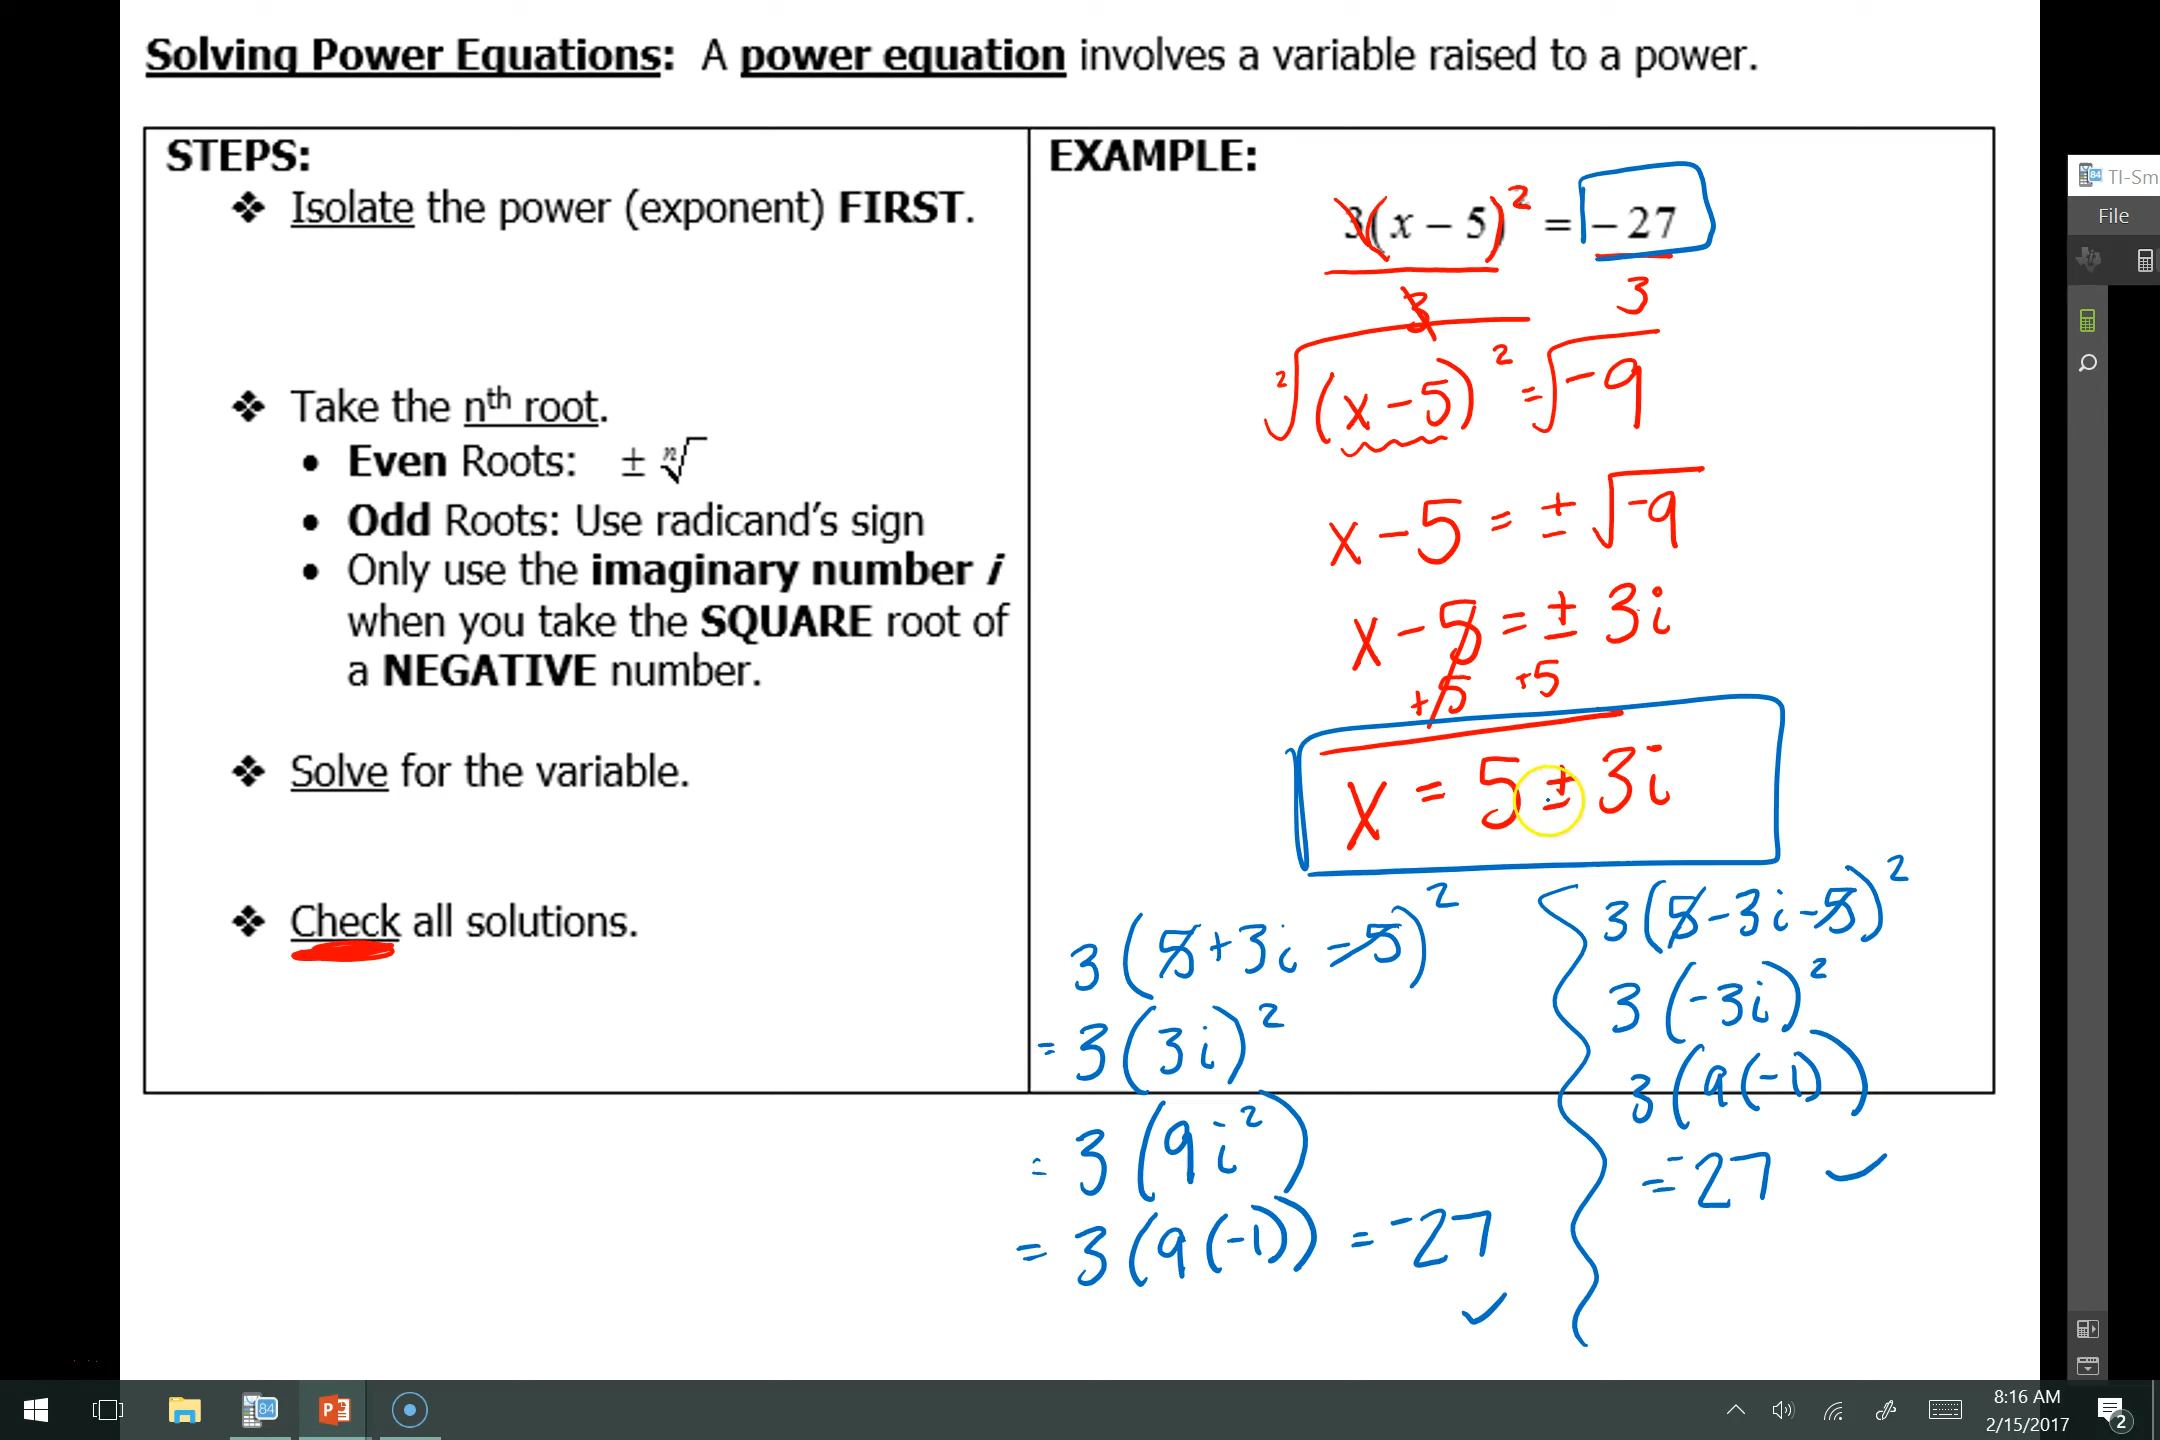 Solving Power Equations: A power equation involves a variable raised to a power.
STEPS:
❖ Isolate the power (exponent) FIRST.
❖ Take the nth root.
• Even Roots: ± ⁿ√
• Odd Roots: Use radicand's sign
• Only use the imaginary number i
when you take the SQUARE root of
a NEGATIVE number.
❖ Solve for the variable.
❖ Check all solutions.
EXAMPLE:
3(x – 5)² = – 27
3 3
²√(x – 5)² = √-9
x – 5 = ± √-9
x – 5 = ± 3i
+5 +5
x = 5 ± 3i
3(5 + 3i – 5)²
= 3(3i)²
= 3(9i²)
= 3(9(-1)) = -27 ✓
3(5 – 3i – 5)²
3(-3i)²
3(9(-1))
= -27 ✓
TI-Sm
File
84
84
8:16 AM
2/15/2017
2